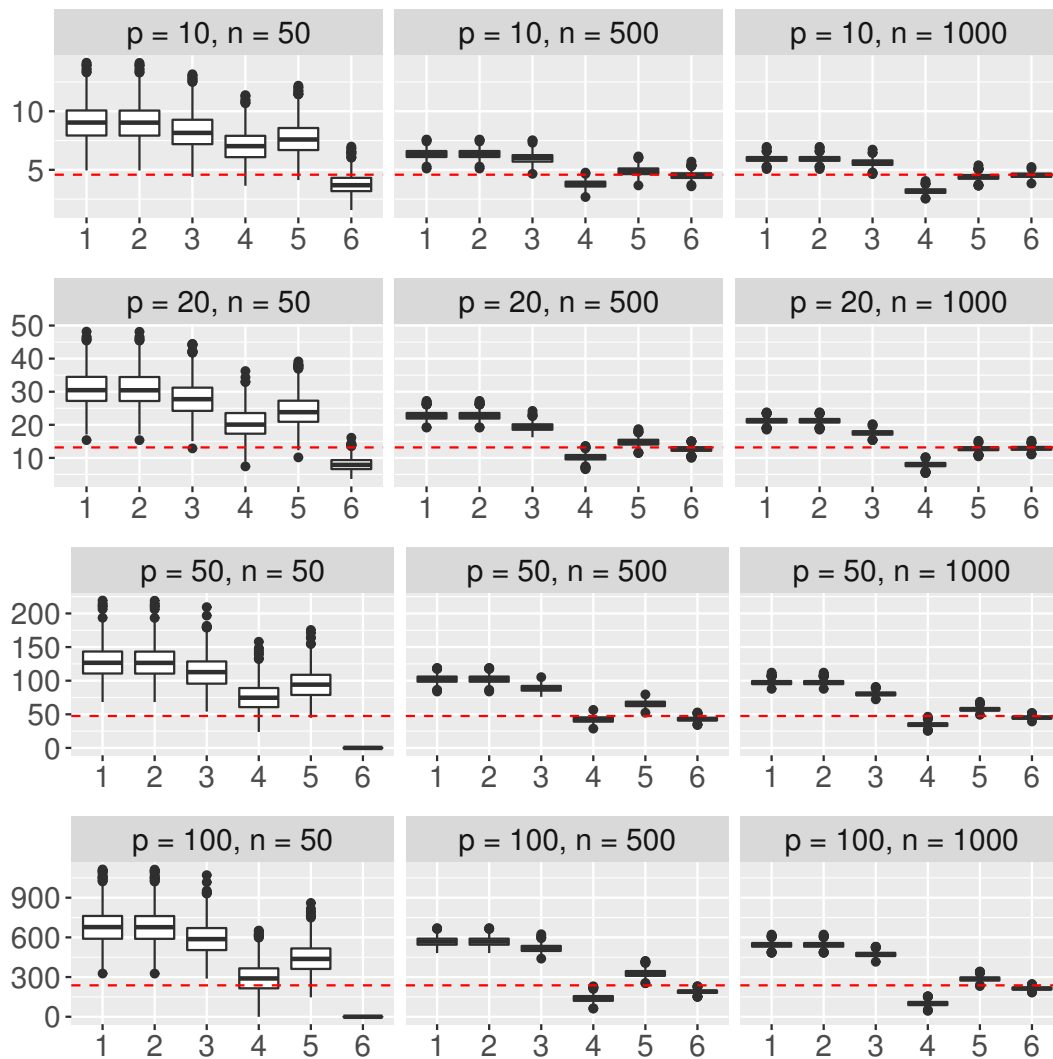 p = 10, n = 50 p = 10, n = 500 p = 10, n = 1000
10
5
1 2 3 4 5 6 1 2 3 4 5 6 1 2 3 4 5 6
p = 20, n = 50 p = 20, n = 500 p = 20, n = 1000
50
40
30
20
10
1 2 3 4 5 6 1 2 3 4 5 6 1 2 3 4 5 6
p = 50, n = 50 p = 50, n = 500 p = 50, n = 1000
200
150
100
50
0
1 2 3 4 5 6 1 2 3 4 5 6 1 2 3 4 5 6
p = 100, n = 50 p = 100, n = 500 p = 100, n = 1000
900
600
300
0
1 2 3 4 5 6 1 2 3 4 5 6 1 2 3 4 5 6